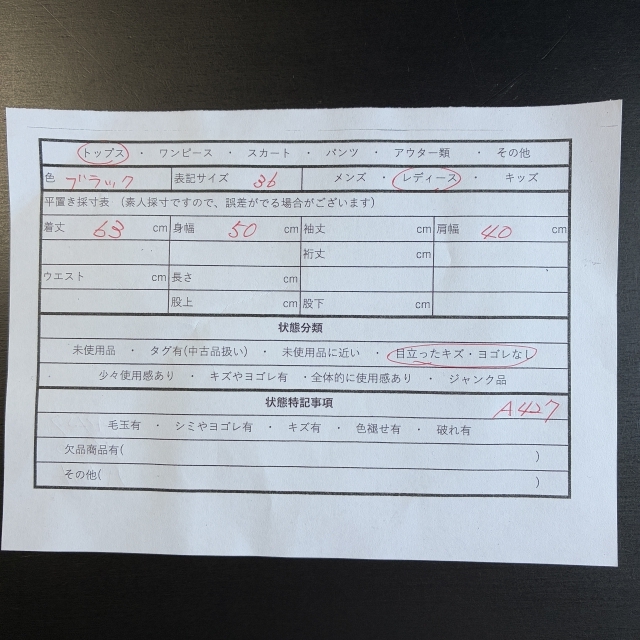 トップス ・ ワンピース ・ スカート ・ パンツ ・ アウター類 ・ その他
色 ブラック 表記サイズ 36 メンズ ・ レディース ・ キッズ
平置き採寸表 (素人採寸ですので、誤差がでる場合がございます)
着丈 63 cm 身幅 50 cm 袖丈 cm 肩幅 40 cm
裄丈 cm
ウエスト cm 長さ cm
股上 cm 股下 cm
状態分類
未使用品 ・ タグ有(中古品扱い) ・ 未使用品に近い ・ 目立ったキズ・ヨゴレなし
少々使用感あり ・ キズやヨゴレ有 ・全体的に使用感あり ・ ジャンク品
状態特記事項 A427
毛玉有 ・ シミやヨゴレ有 ・ キズ有 ・ 色褪せ有 ・ 破れ有
欠品商品有( )
その他( )